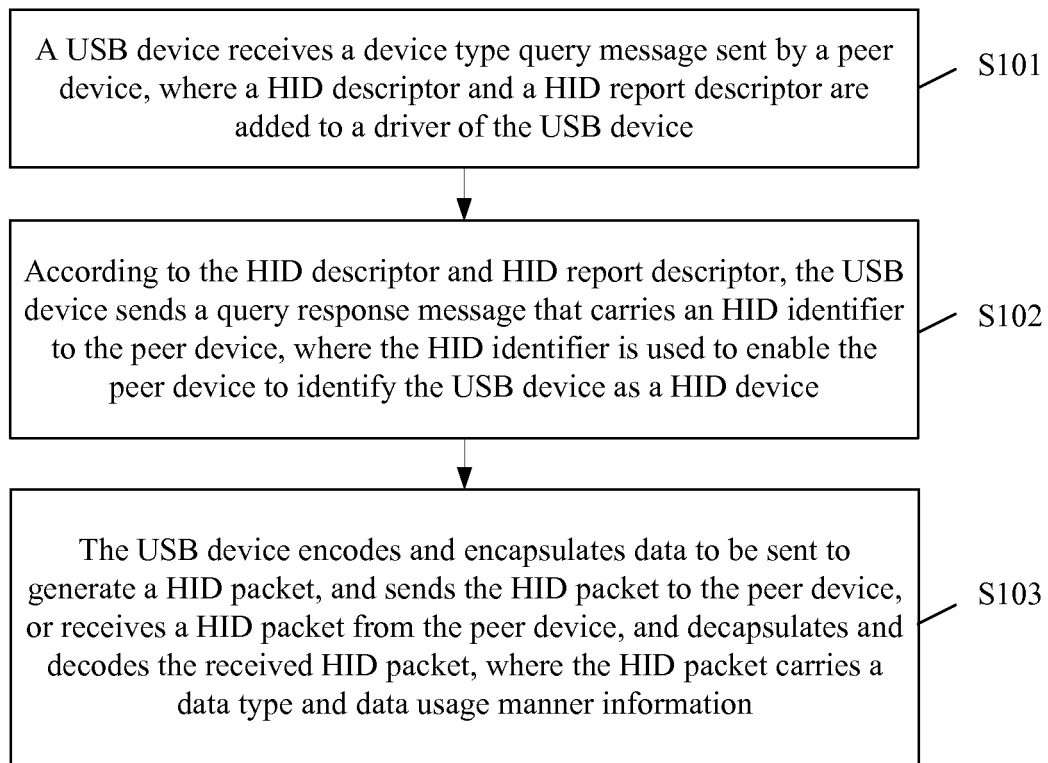 A USB device receives a device type query message sent by a peer
device, where a HID descriptor and a HID report descriptor are
added to a driver of the USB device
S101
According to the HID descriptor and HID report descriptor, the USB
device sends a query response message that carries an HID identifier
to the peer device, where the HID identifier is used to enable the
peer device to identify the USB device as a HID device
S102
The USB device encodes and encapsulates data to be sent to
generate a HID packet, and sends the HID packet to the peer device,
or receives a HID packet from the peer device, and decapsulates and
decodes the received HID packet, where the HID packet carries a
data type and data usage manner information
S103